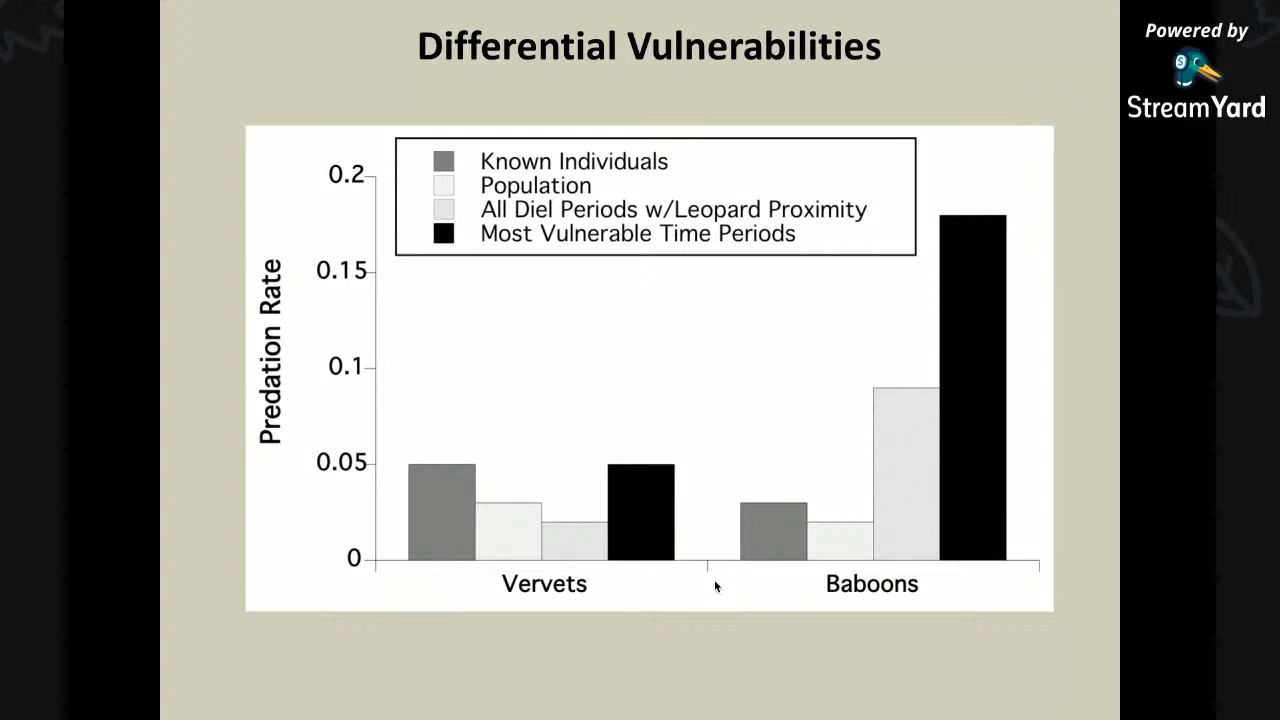 Differential Vulnerabilities
Powered by
StreamYard
Known Individuals
Population
All Diel Periods w/Leopard Proximity
Most Vulnerable Time Periods
Predation Rate
0.2
0.15
0.1
0.05
0
Vervets
Baboons